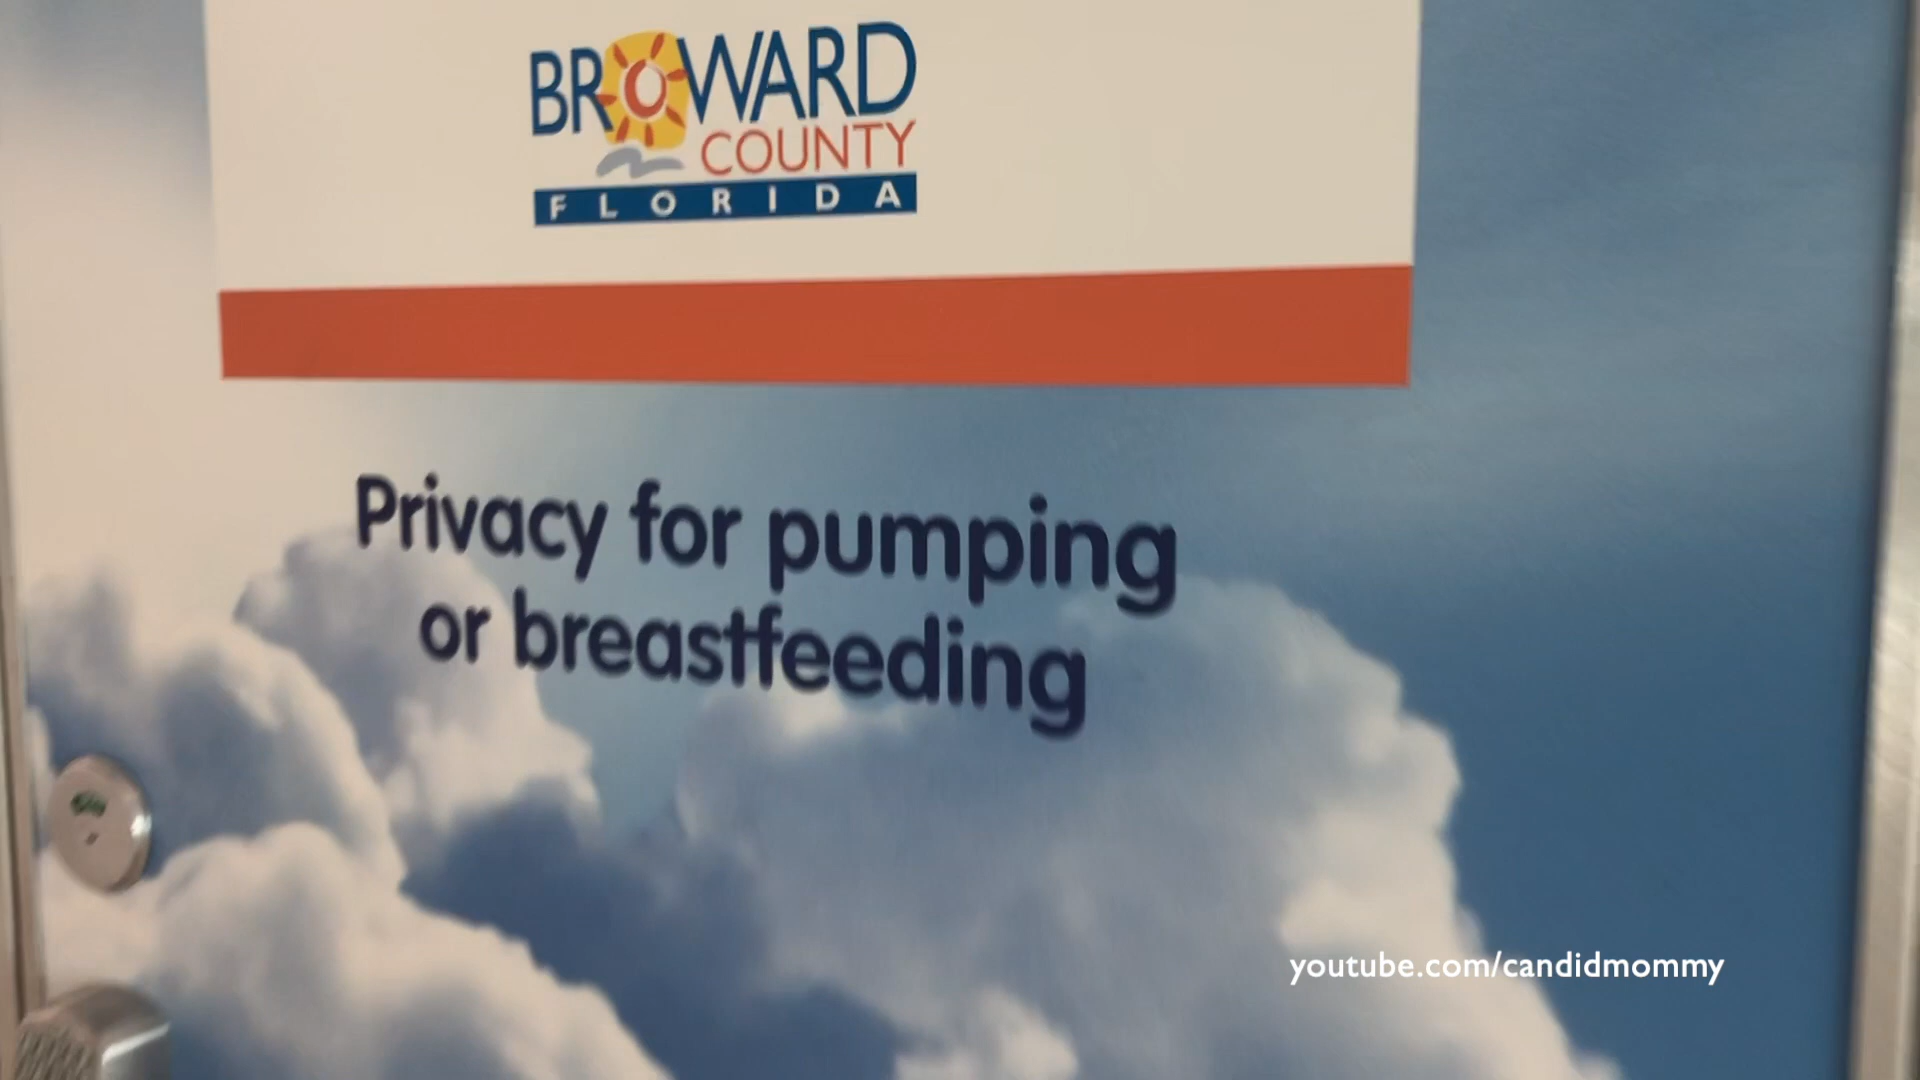 BROWARD
COUNTY
FLORIDA
Privacy for pumping
or breastfeeding
youtube.com/candidmommy